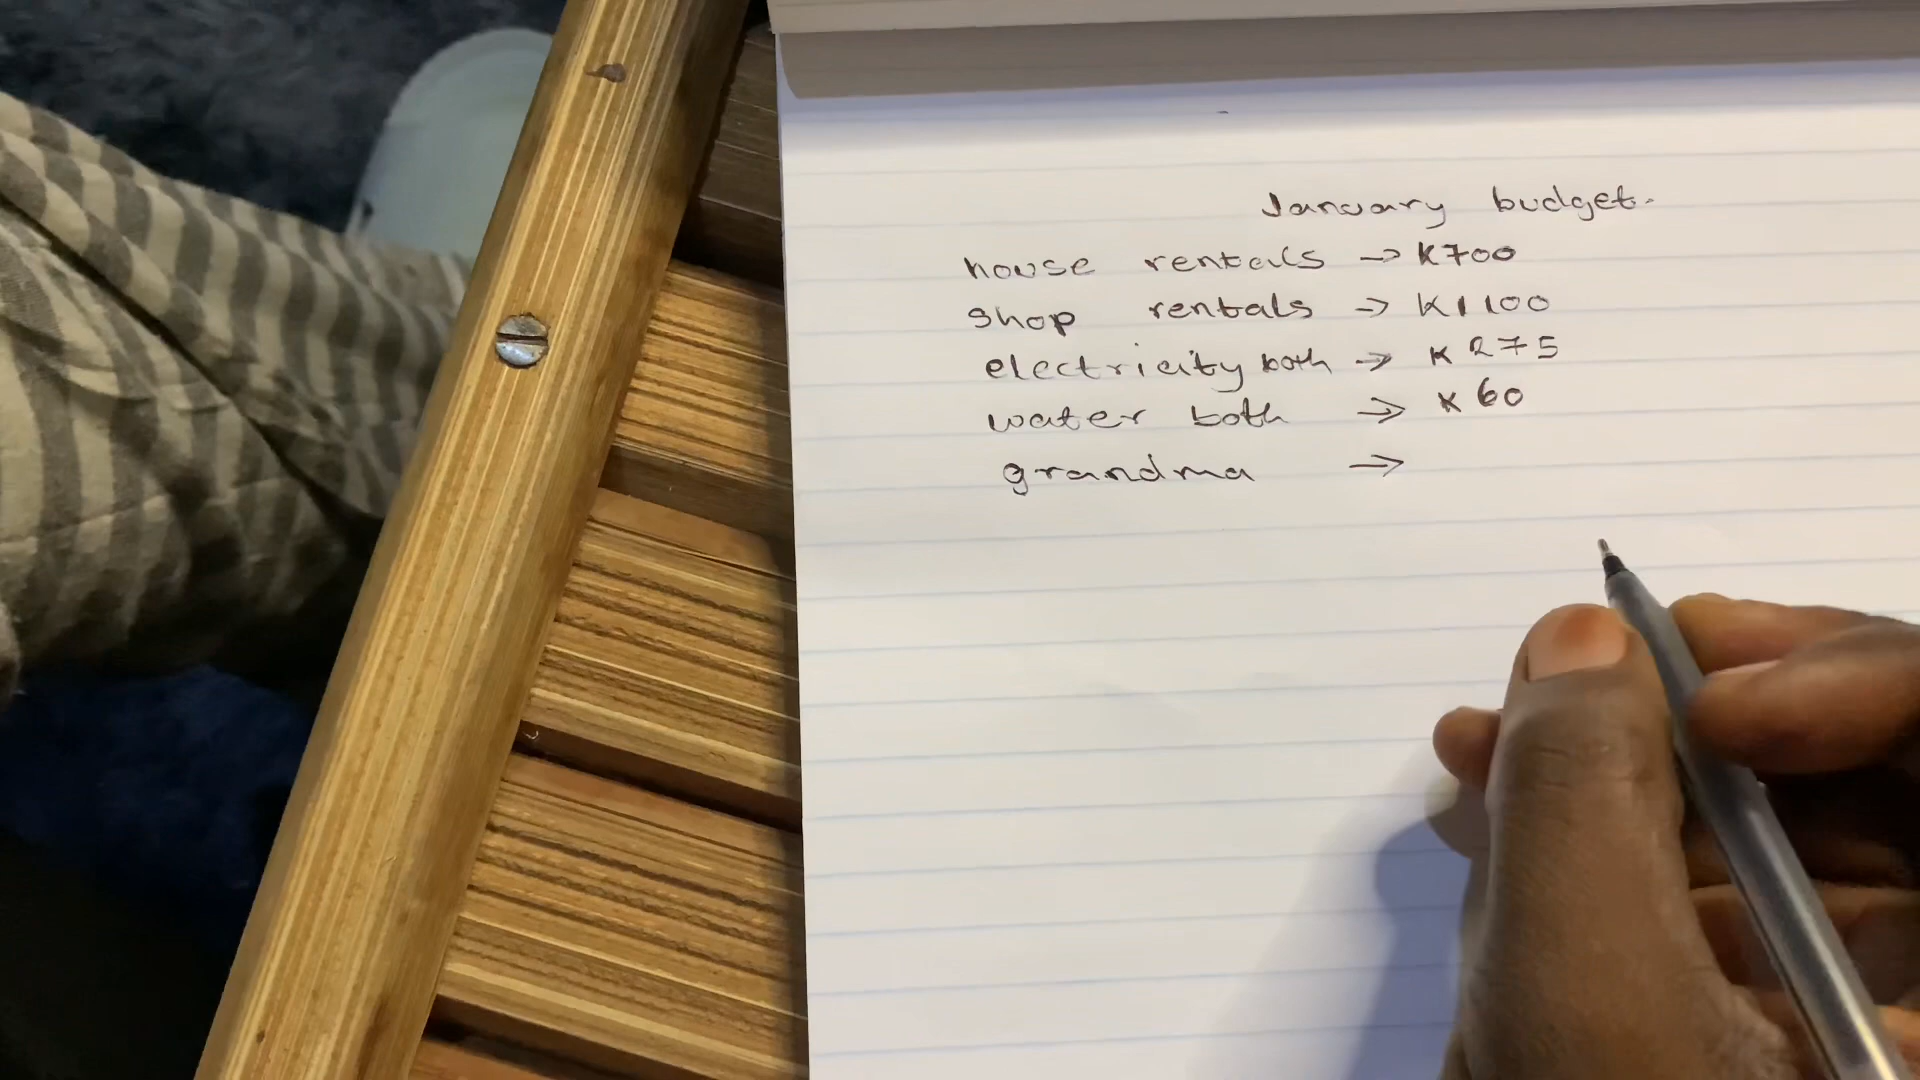 January budget.
house rentals → K700
shop rentals → K1100
electricity both → K275
water both → K60
grandma →